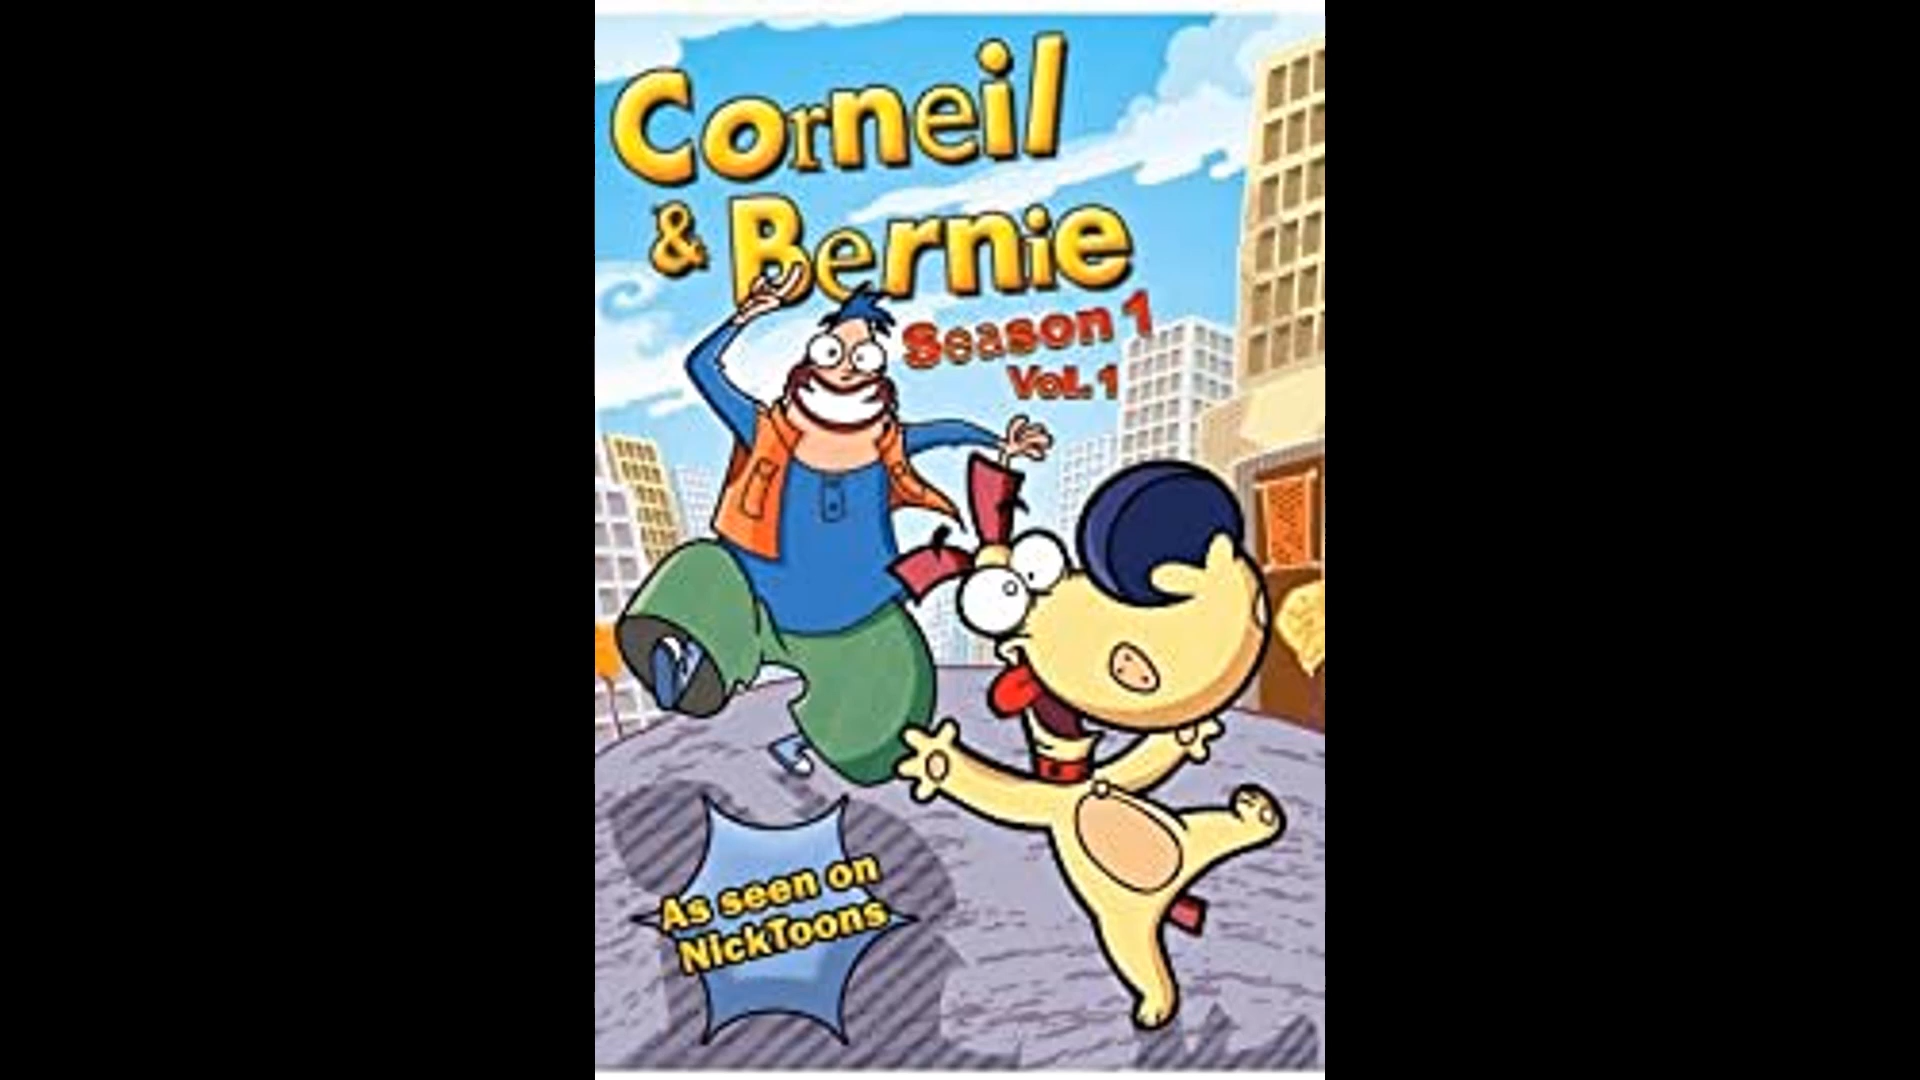 Corneil
& Bernie
Season 1
Vol. 1
As seen on
NickToons